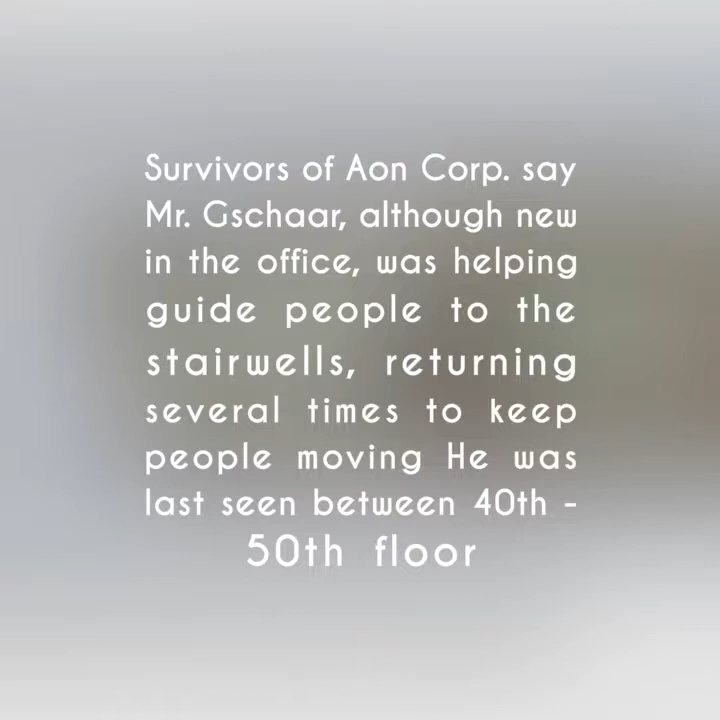 Survivors of Aon Corp. say
Mr. Gschaar, although new
in the office, was helping
guide people to the
stairwells, returning
several times to keep
people moving He was
last seen between 40th -
50th floor